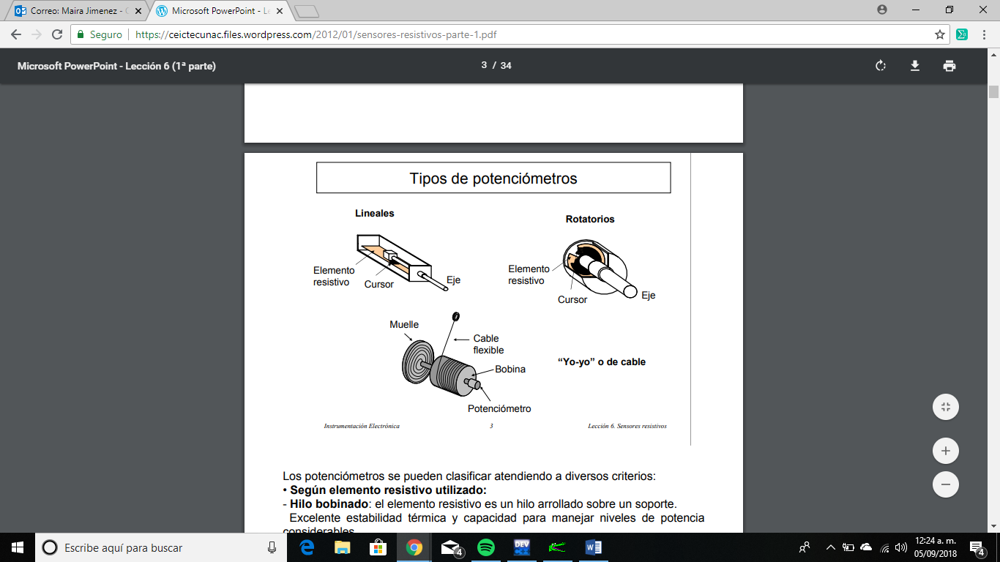 Correo: Maira Jimenez - 
Microsoft PowerPoint - Le
Seguro
https://ceictecunac.files.wordpress.com/2012/01/sensores-resistivos-parte-1.pdf
Microsoft PowerPoint - Lección 6 (1ª parte)
3 / 34
Tipos de potenciómetros
Lineales
Rotatorios
Elemento
resistivo
Cursor
Eje
Elemento
resistivo
Cursor
Eje
Muelle
Cable
flexible
Bobina
Potenciómetro
“Yo-yo” o de cable
Instrumentación Electrónica
3
Lección 6. Sensores resistivos
Los potenciómetros se pueden clasificar atendiendo a diversos criterios:
• Según elemento resistivo utilizado:
- Hilo bobinado: el elemento resistivo es un hilo arrollado sobre un soporte.
Excelente estabilidad térmica y capacidad para manejar niveles de potencia
considerables
Escribe aquí para buscar
4
DEV
12:24 a. m.
05/09/2018
4